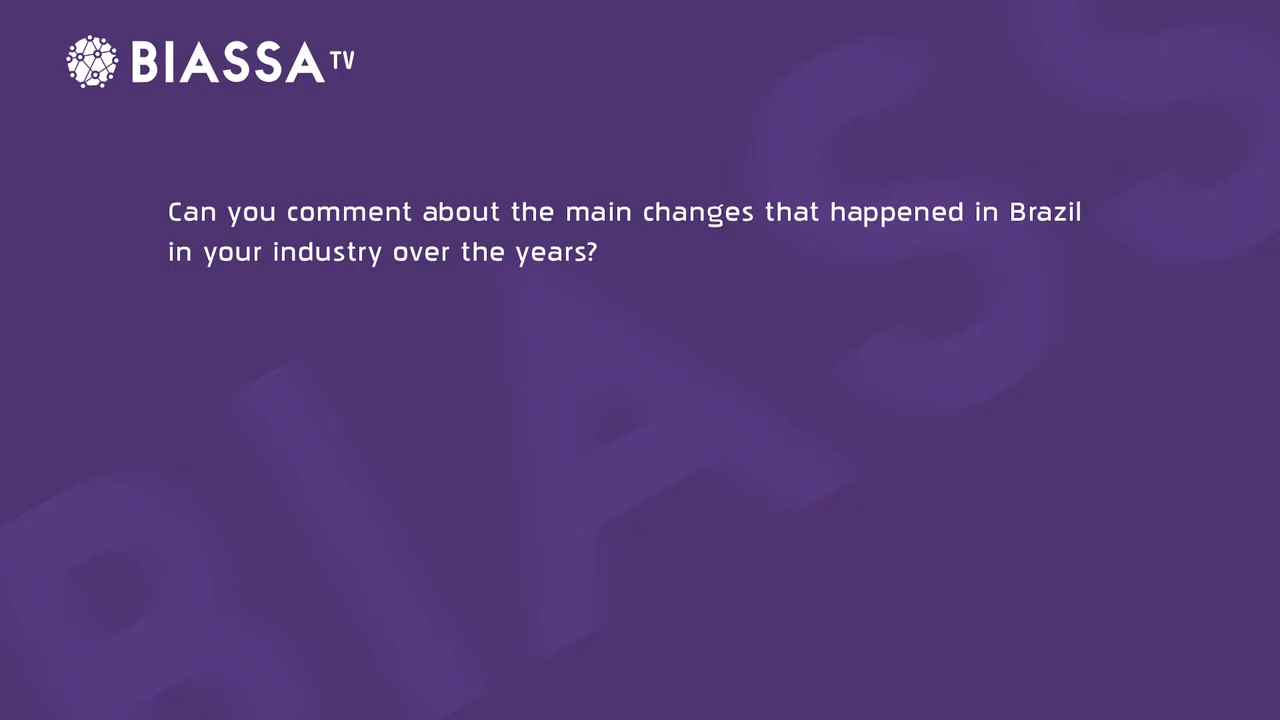 BIASSA TV
Can you comment about the main changes that happened in Brazil
in your industry over the years?
BIASS